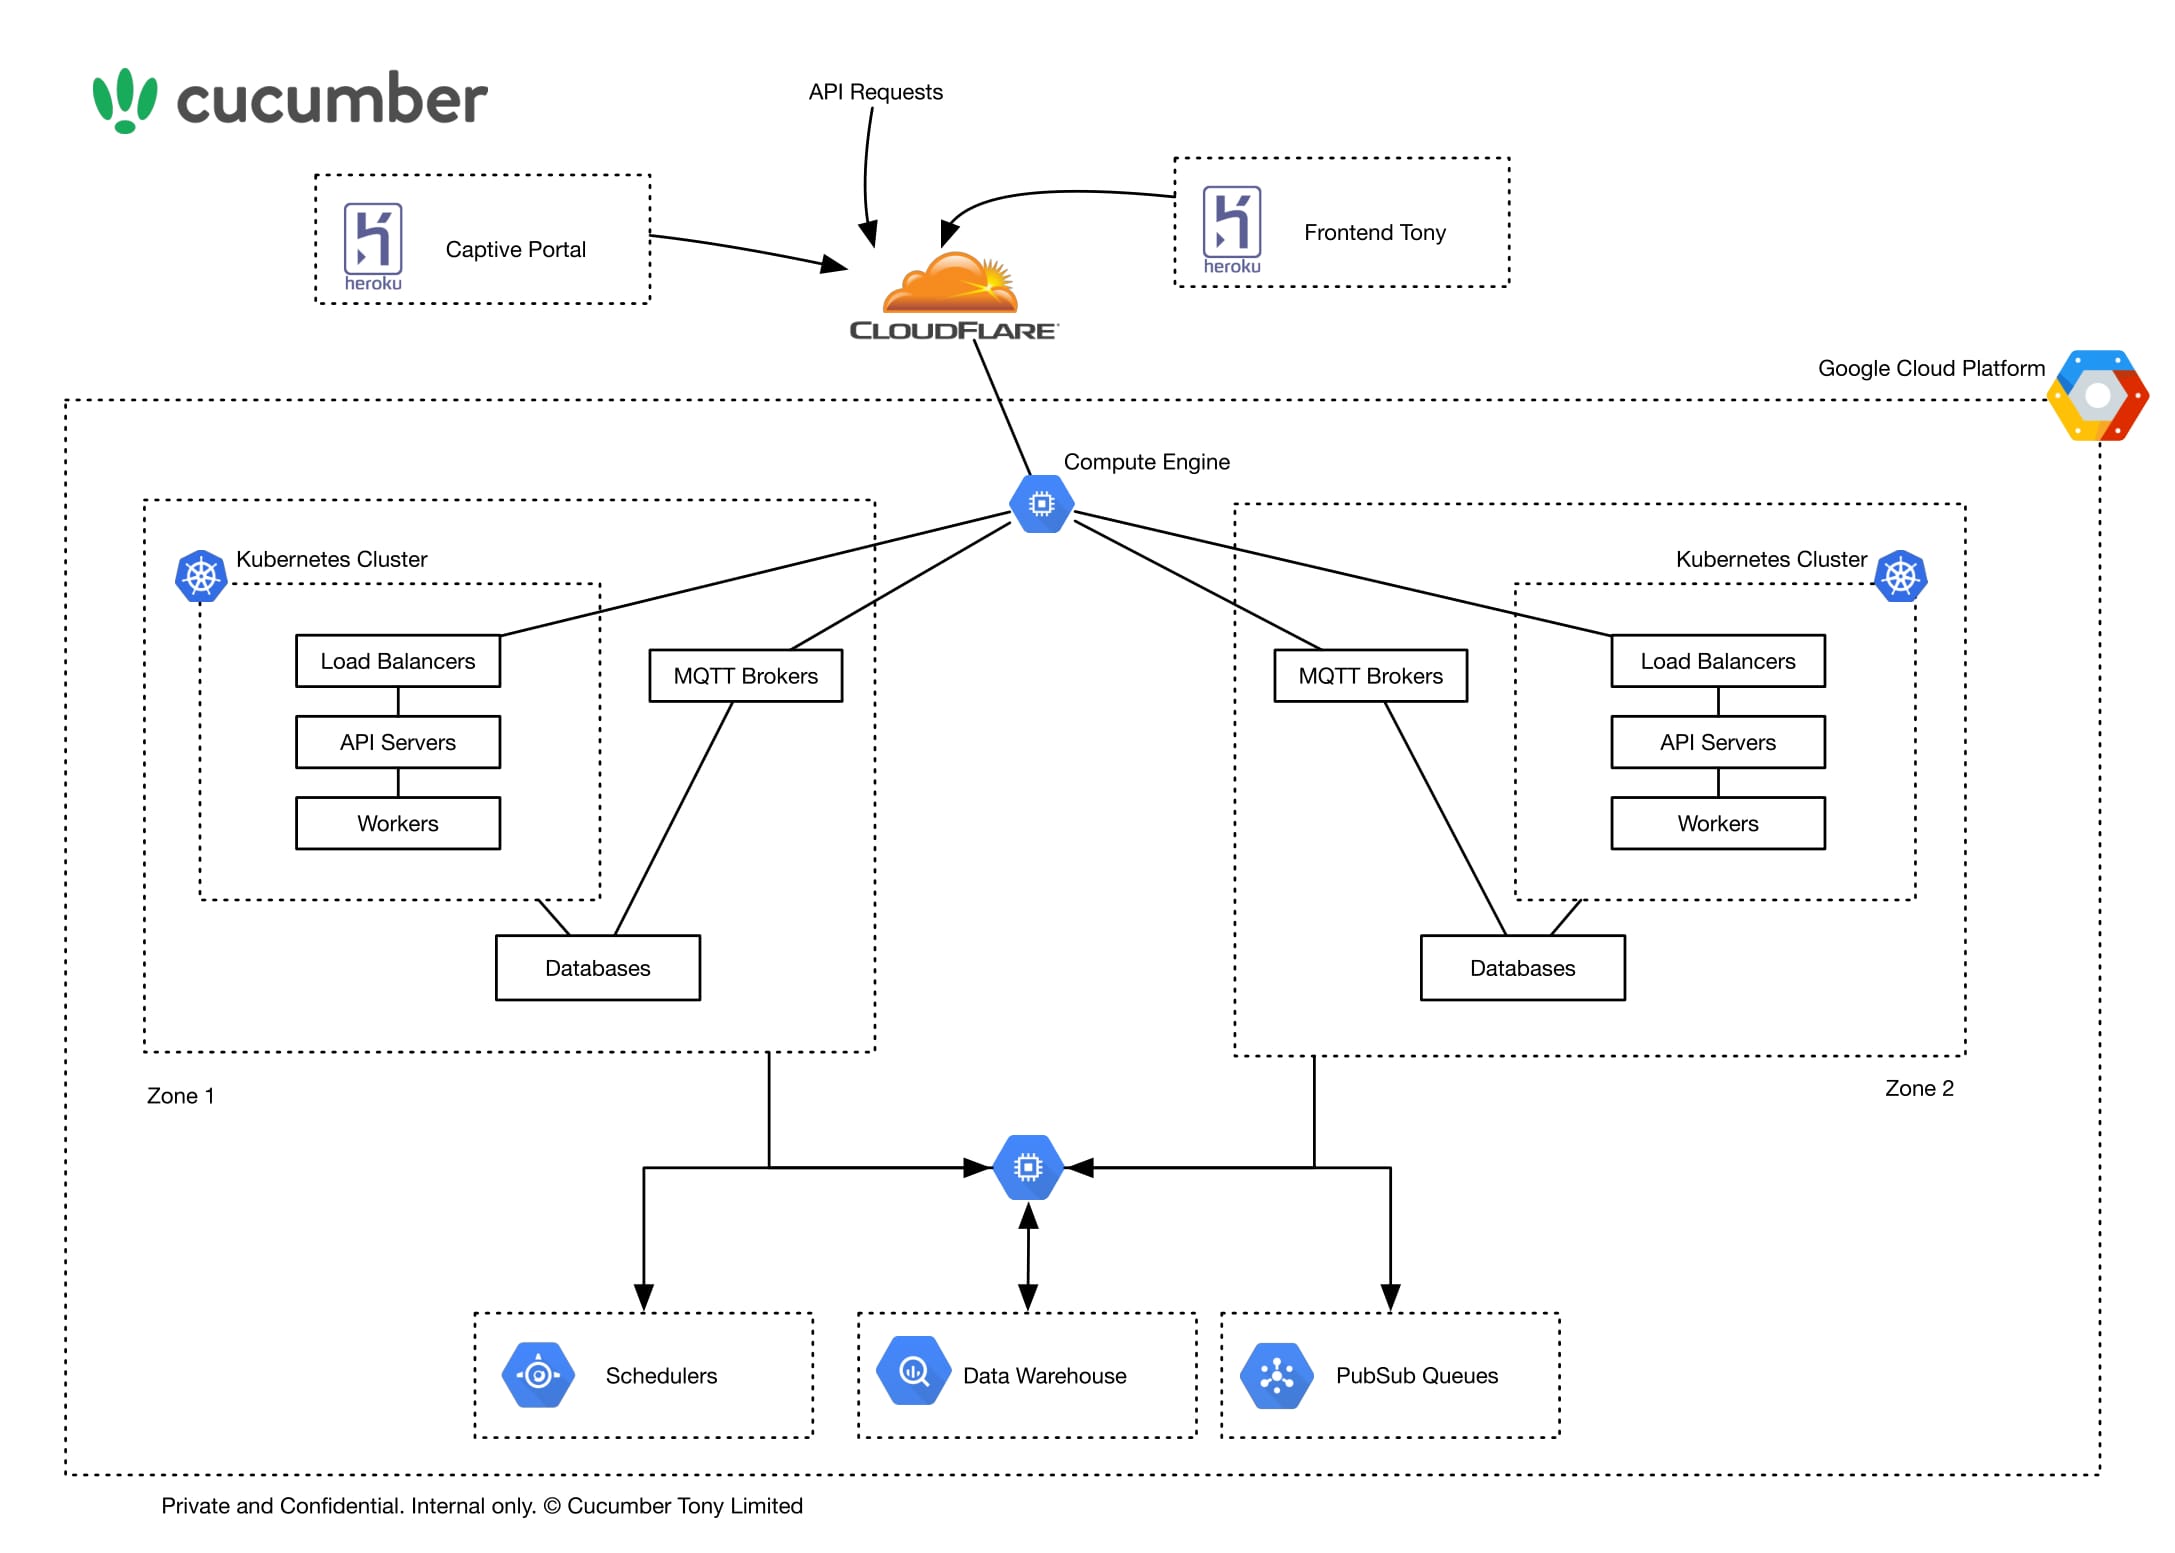 cucumber
API Requests
heroku
Captive Portal
heroku
Frontend Tony
CLOUDFLARE
Google Cloud Platform
Compute Engine
Kubernetes Cluster
Load Balancers
API Servers
Workers
MQTT Brokers
Databases
Zone 1
Kubernetes Cluster
MQTT Brokers
Load Balancers
API Servers
Workers
Databases
Zone 2
Schedulers
Data Warehouse
PubSub Queues
Private and Confidential. Internal only. © Cucumber Tony Limited